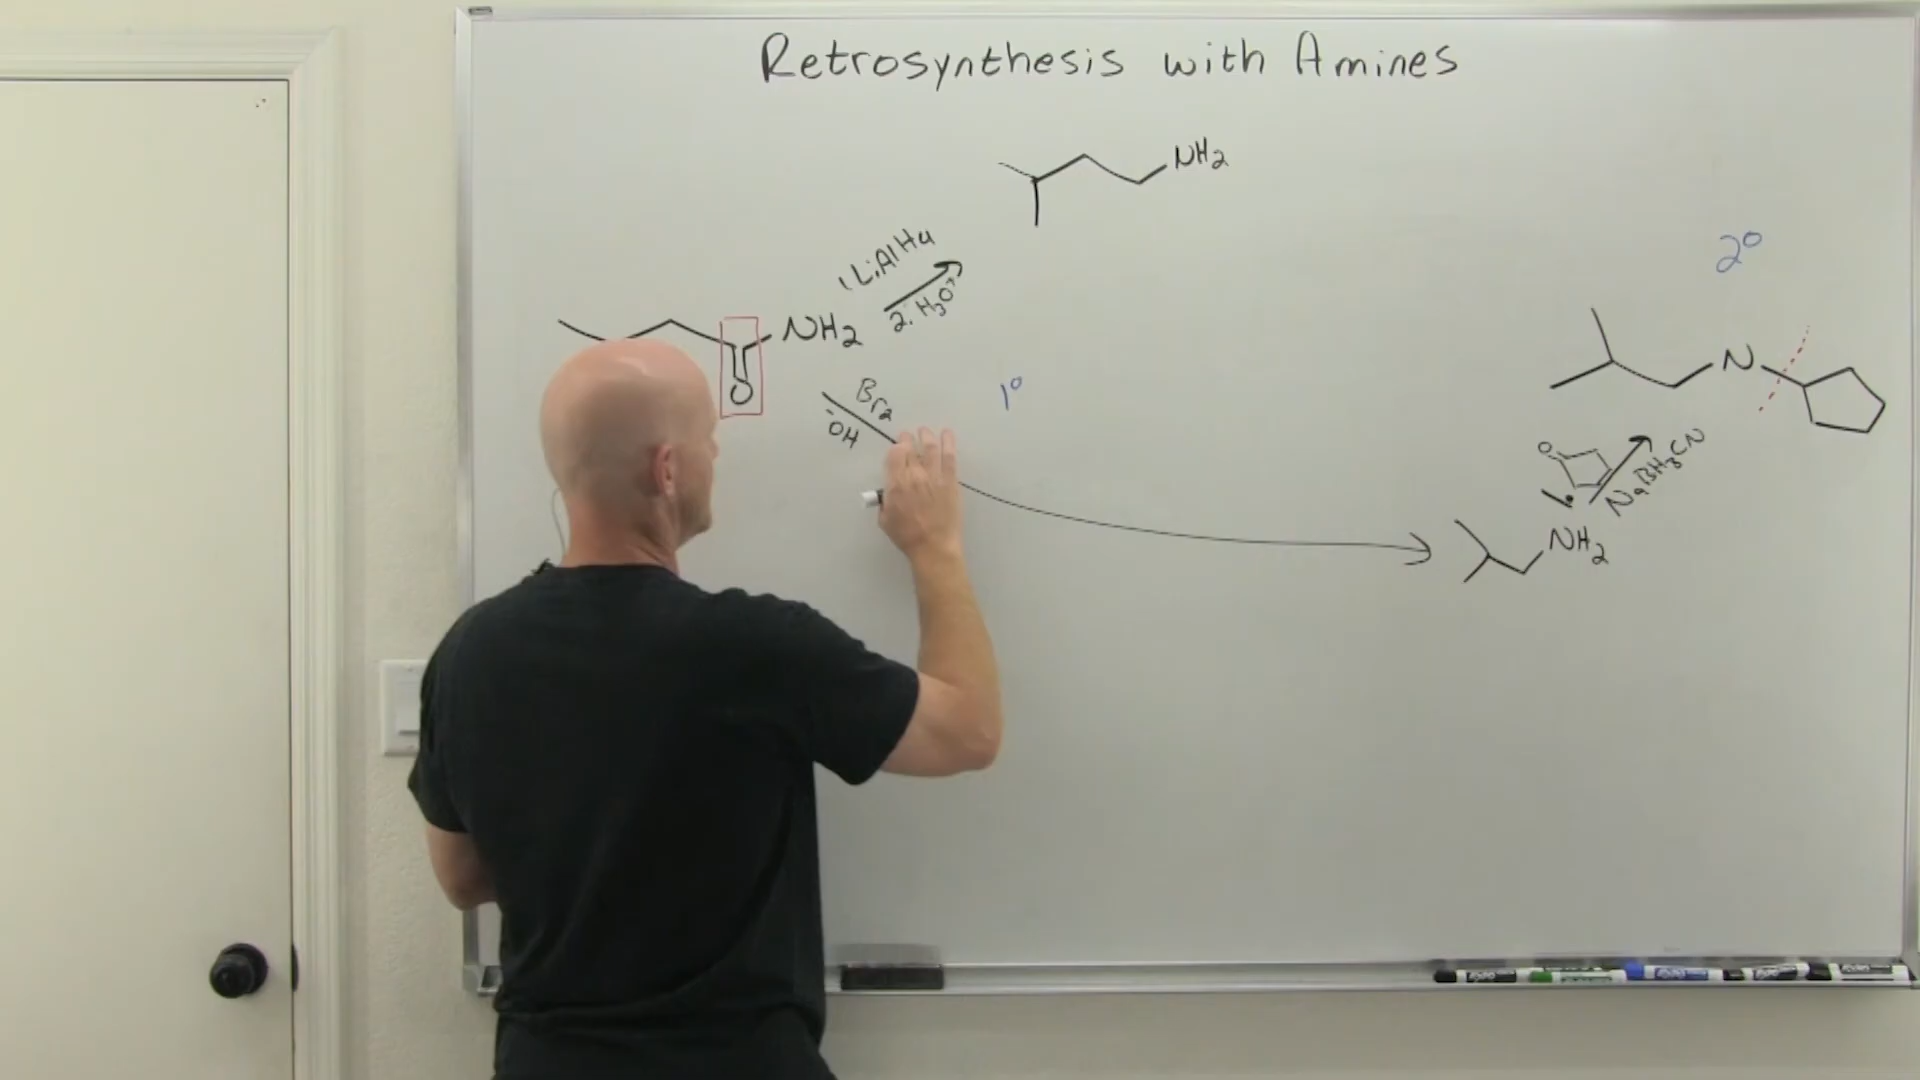 Retrosynthesis with Amines
NH2
1 LiAlH4
2. H3O+
2°
NH2
O
Br2
-OH
1°
N
O
NaBH3CN
NH2